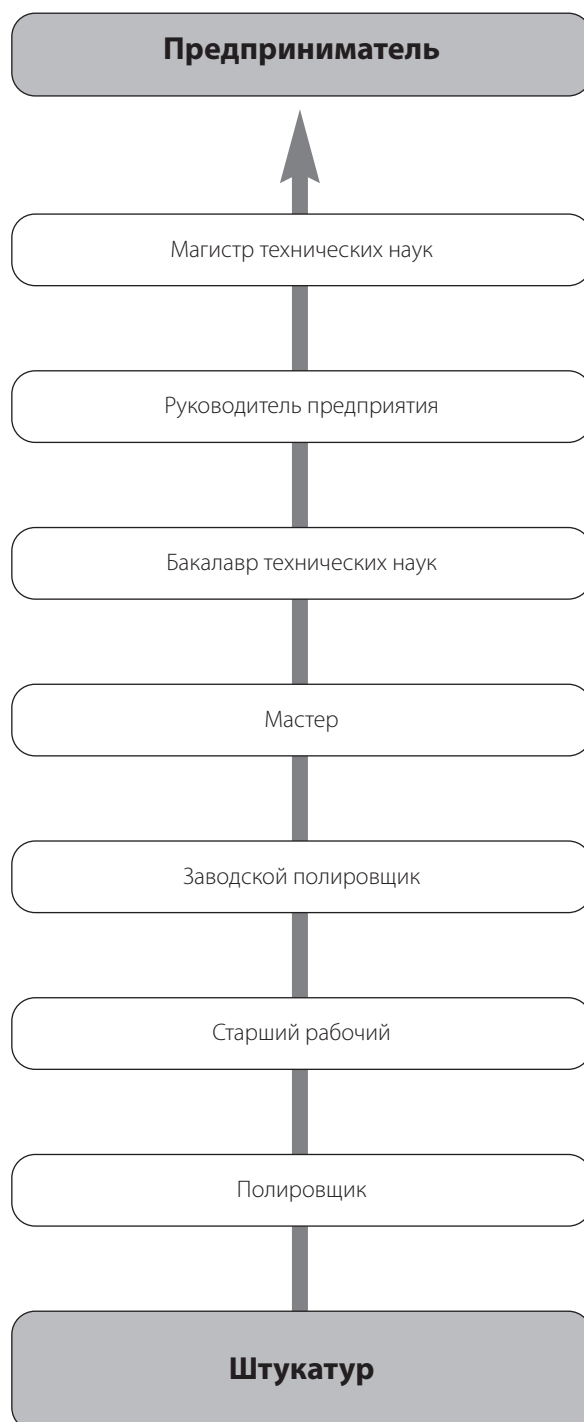 Предприниматель
Магистр технических наук
Руководитель предприятия
Бакалавр технических наук
Мастер
Заводской полировщик
Старший рабочий
Полировщик
Штукатур